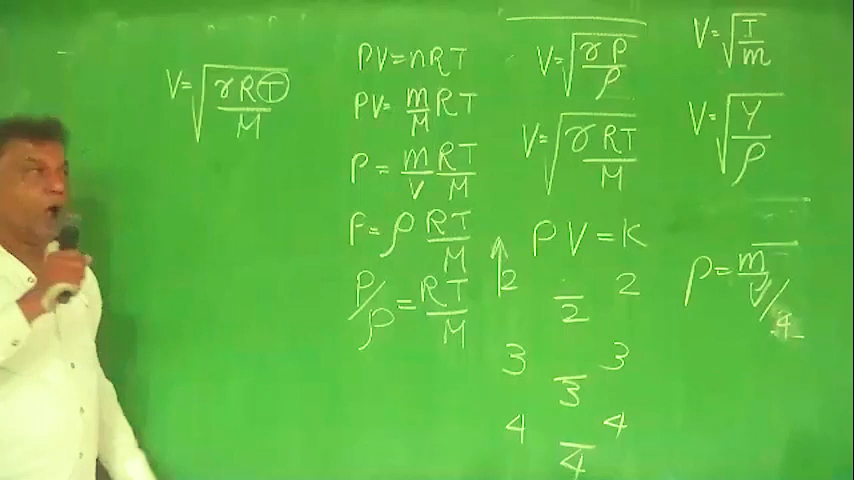 V=√(γRT/M)
PV=nRT
PV=m/M RT
P=m/V RT/M
P=ρ RT/M
P/ρ=RT/M
V=√(γP/ρ)
V=√(γRT/M)
PV=K
↑2 –/2 2
3 –/3 3
4 –/4 4
V=√(T/m)
V=√(Y/ρ)
ρ=m/V/4